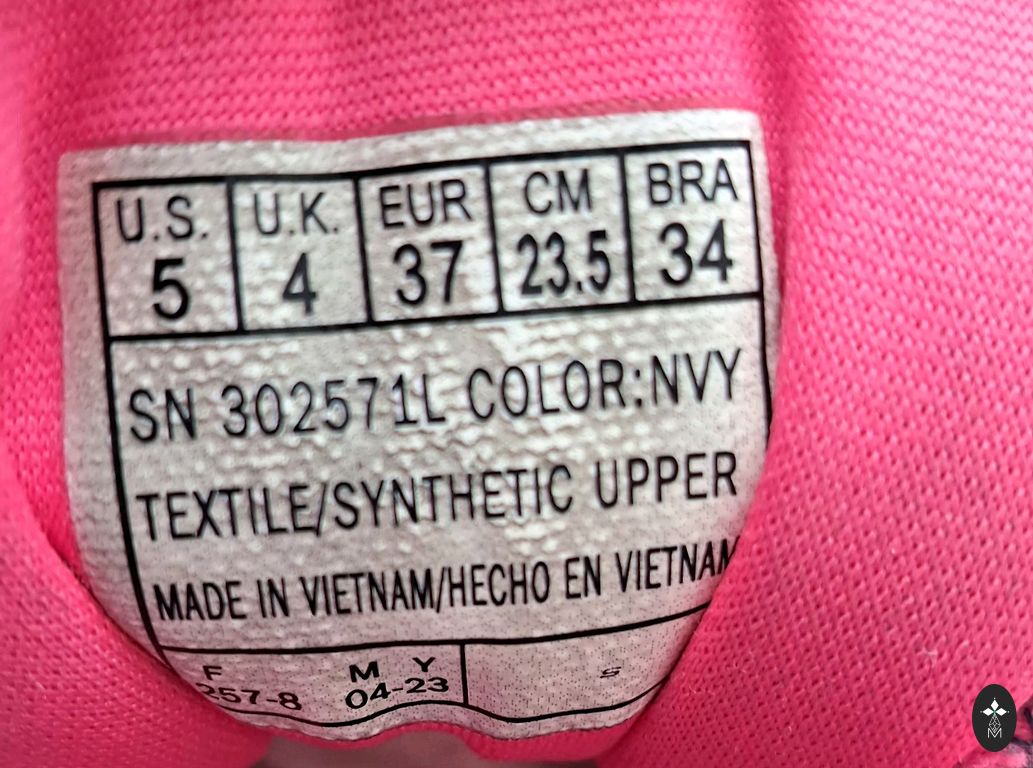 U.S. U.K. EUR CM BRA
5 4 37 23.5 34
SN 302571L COLOR:NVY
TEXTILE/SYNTHETIC UPPER
MADE IN VIETNAM/HECHO EN VIETNAM
F M Y
257-8 04-23 S
M